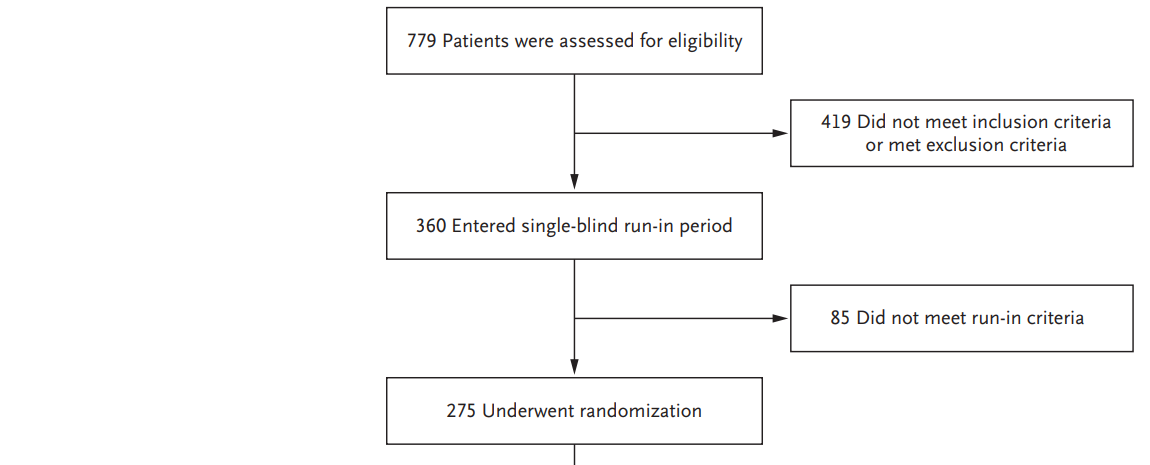 779 Patients were assessed for eligibility
419 Did not meet inclusion criteria
or met exclusion criteria
360 Entered single-blind run-in period
85 Did not meet run-in criteria
275 Underwent randomization